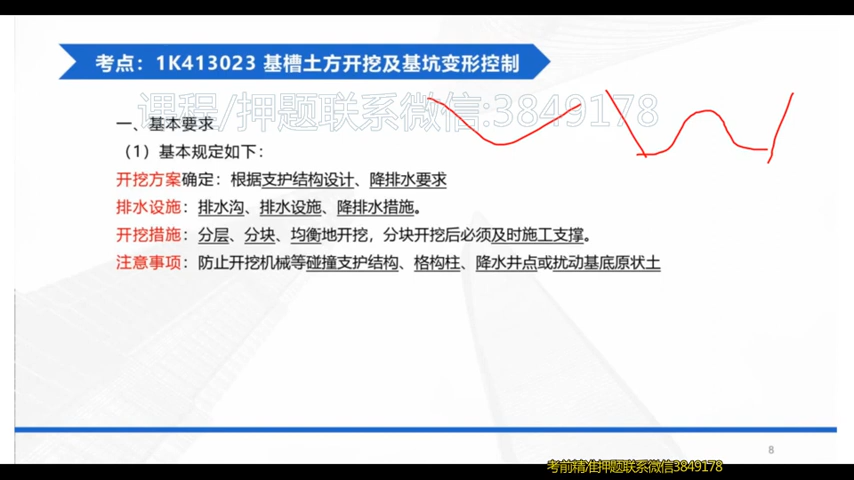 考点：1K413023 基槽土方开挖及基坑变形控制
课程/押题联系微信:3849178
一、基本要求
（1）基本规定如下：
开挖方案确定：根据支护结构设计、降排水要求
排水设施：排水沟、排水设施、降排水措施。
开挖措施：分层、分块、均衡地开挖，分块开挖后必须及时施工支撑。
注意事项：防止开挖机械等碰撞支护结构、格构柱、降水井点或扰动基底原状土
8
考前精准押题联系微信3849178